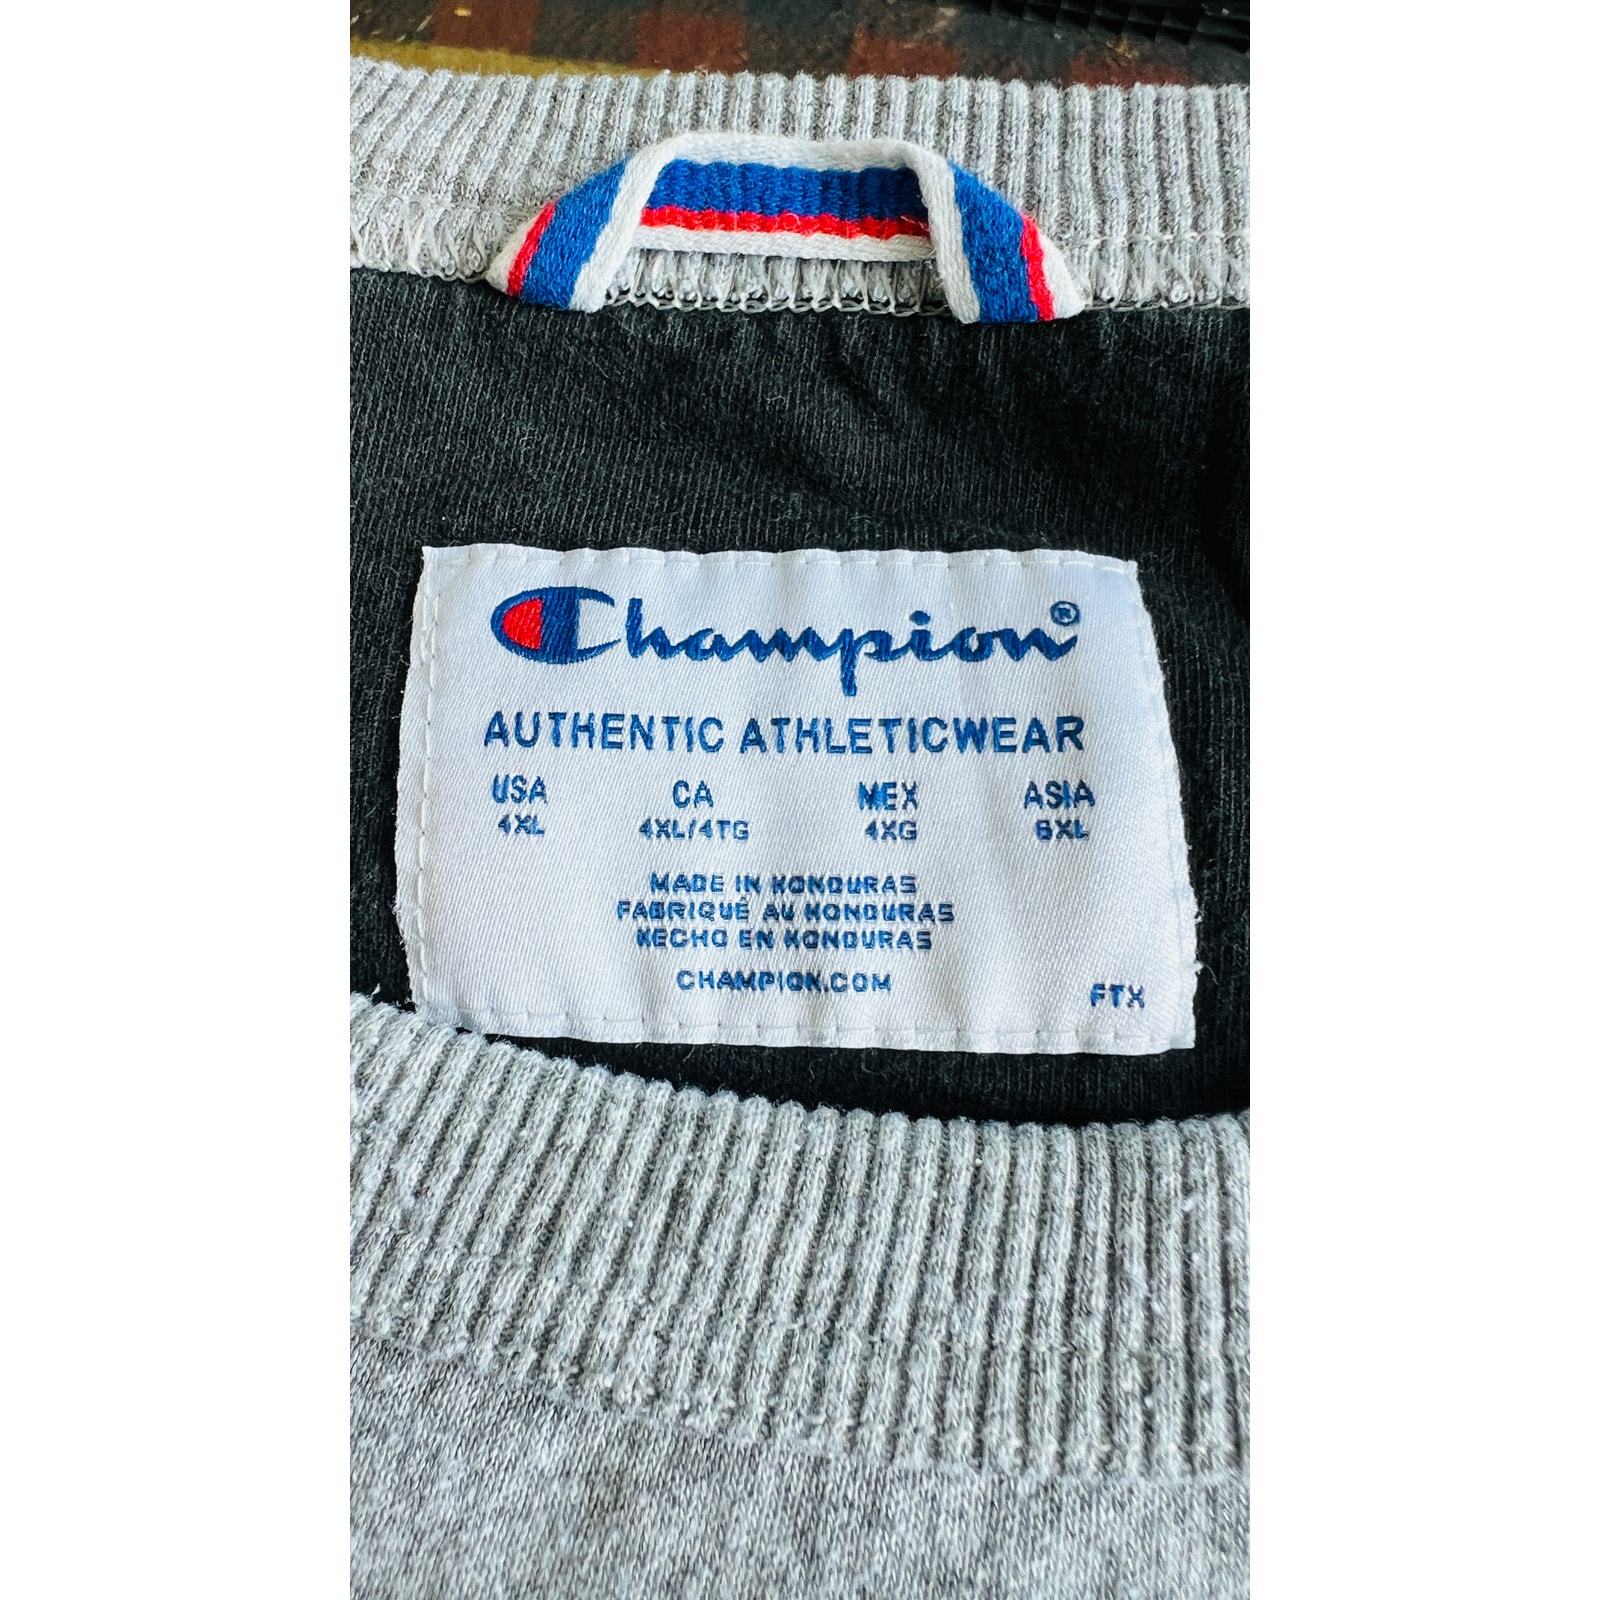 Champion®
AUTHENTIC ATHLETICWEAR
USA CA MEX ASIA
4XL 4XL/4TG 4XG 6XL
MADE IN HONDURAS
FABRIQUÉ AU HONDURAS
HECHO EN HONDURAS
CHAMPION.COM
FTX